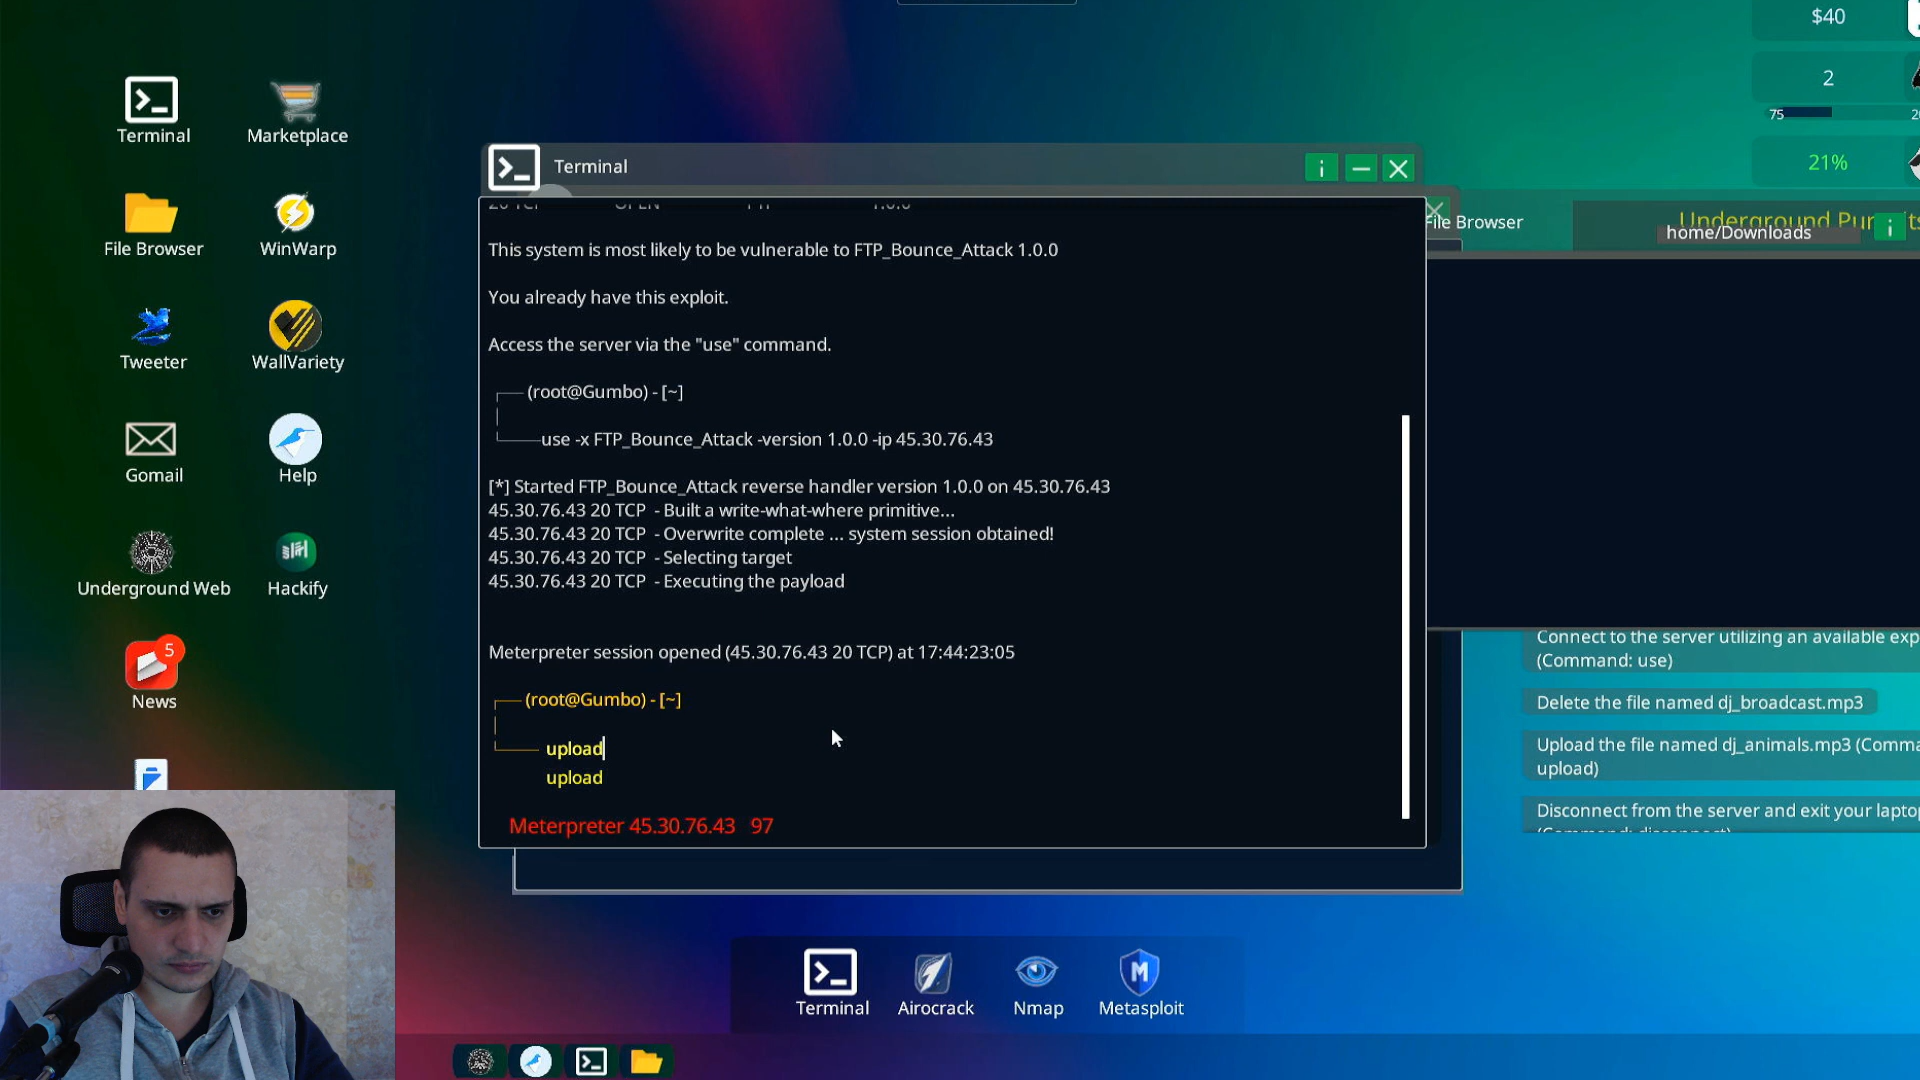 $40
2
75
21%
Terminal
Marketplace
File Browser
WinWarp
Tweeter
WallVariety
Gomail
Help
Underground Web
Hackify
5
News
Terminal
i
This system is most likely to be vulnerable to FTP_Bounce_Attack 1.0.0
You already have this exploit.
Access the server via the "use" command.
(root@Gumbo) - [~]
use -x FTP_Bounce_Attack -version 1.0.0 -ip 45.30.76.43
[*] Started FTP_Bounce_Attack reverse handler version 1.0.0 on 45.30.76.43
45.30.76.43 20 TCP - Built a write-what-where primitive...
45.30.76.43 20 TCP - Overwrite complete ... system session obtained!
45.30.76.43 20 TCP - Selecting target
45.30.76.43 20 TCP - Executing the payload
Meterpreter session opened (45.30.76.43 20 TCP) at 17:44:23:05
(root@Gumbo) - [~]
upload
upload
Meterpreter 45.30.76.43 97
File Browser
Underground
home/Downloads
i
Connect to the server utilizing an available exp
(Command: use)
Delete the file named dj_broadcast.mp3
Upload the file named dj_animals.mp3 (Comma
upload)
Disconnect from the server and exit your lapto
(Command: disconnect)
Terminal
Airocrack
Nmap
Metasploit